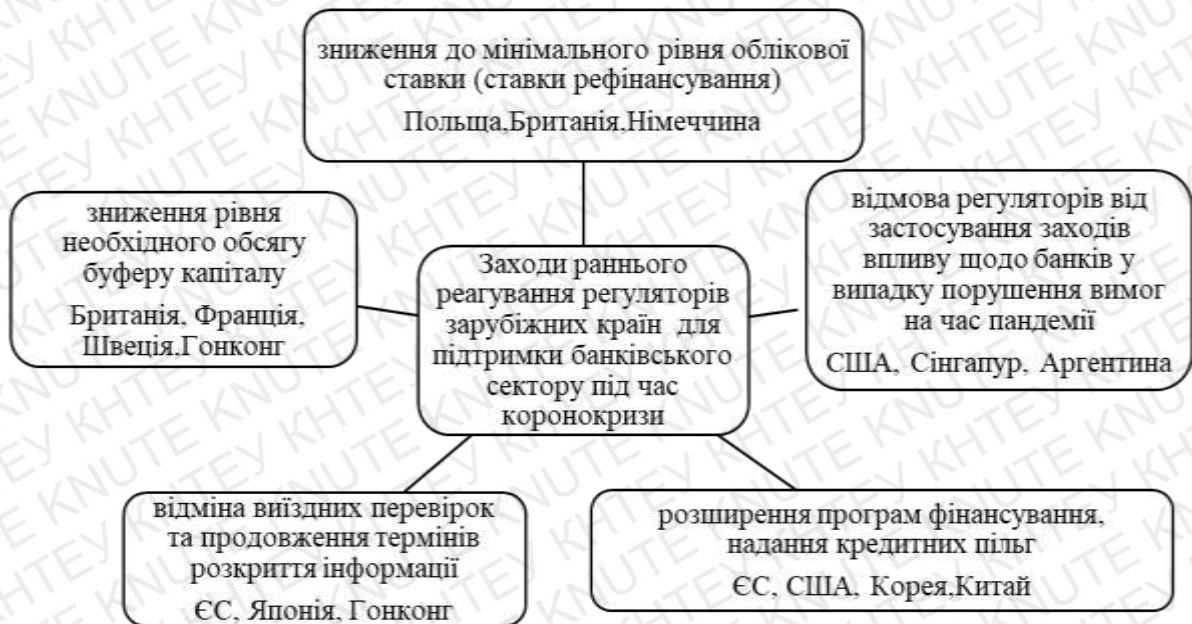 зниження до мінімального рівня облікової
ставки (ставки рефінансування)
Польща,Британія,Німеччина
зниження рівня
необхідного обсягу
буферу капіталу
Британія, Франція,
Швеція,Гонконг
Заходи раннього
реагування регуляторів
зарубіжних країн для
підтримки банківського
сектору під час
коронокризи
відмова регуляторів від
застосування заходів
впливу щодо банків у
випадку порушення вимог
на час пандемії
США, Сінгапур, Аргентина
відміна виїздних перевірок
та продовження термінів
розкриття інформації
ЄС, Японія, Гонконг
розширення програм фінансування,
надання кредитних пільг
ЄС, США, Корея,Китай
КНТЕУ KNUTE